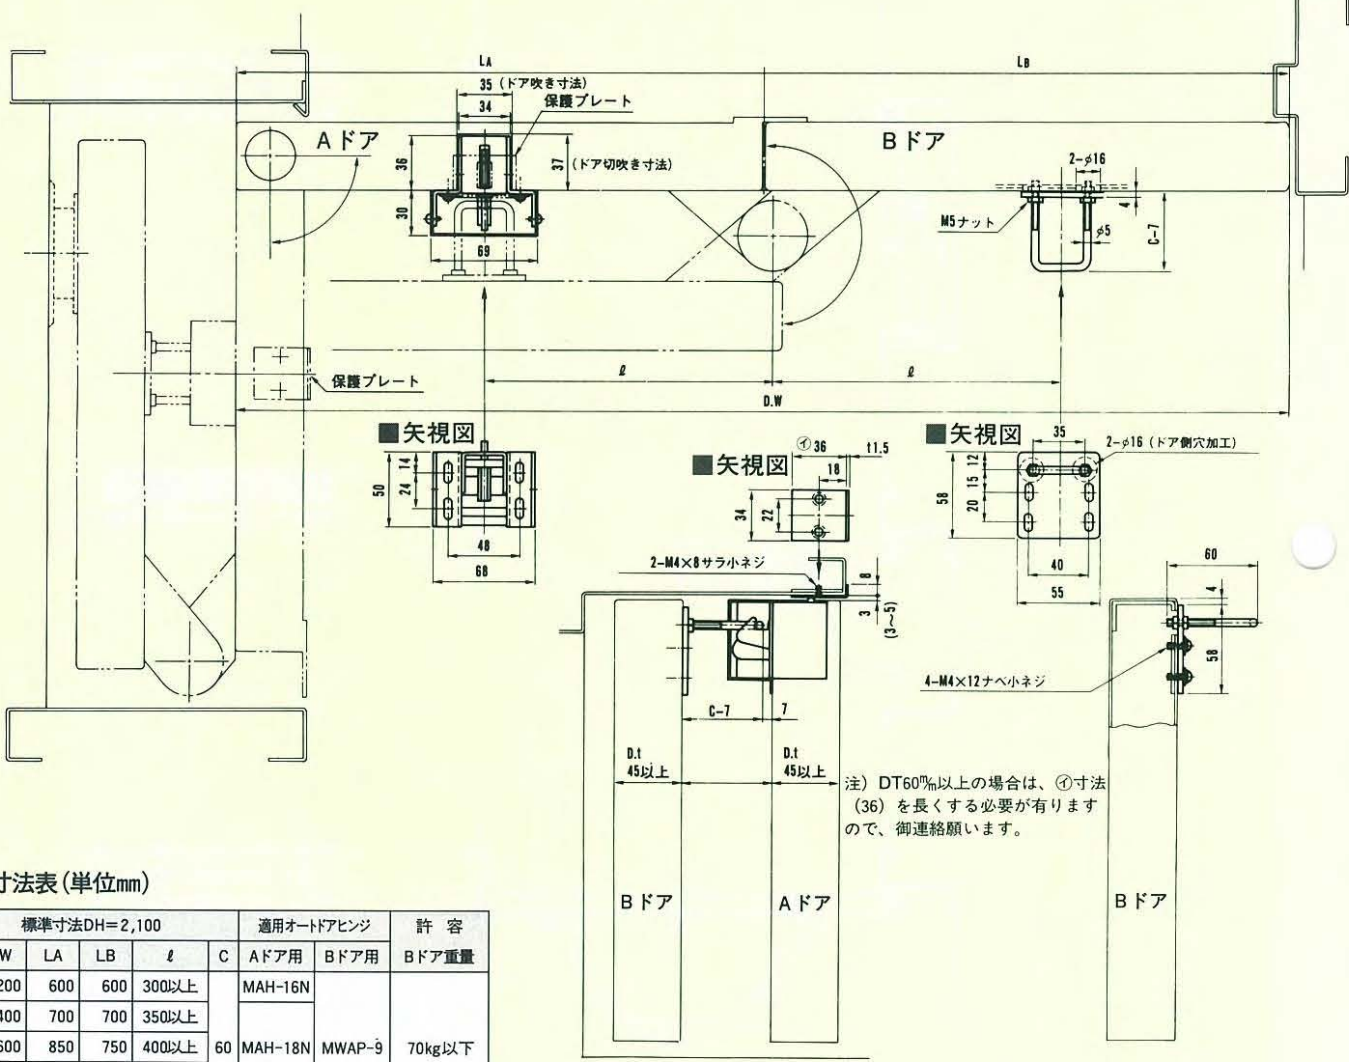 LA
LB
35（ドア吹き寸法）
34
保護プレート
Aドア
Bドア
36
37
（ドア切吹き寸法）
30
69
2-φ16
4
M5ナット
φ5
C-7
ℓ
ℓ
D.W
保護プレート
■矢視図
14
24
50
48
68
■矢視図
㋑36
t1.5
18
34
22
2-M4×8サラ小ネジ
8
3
(3~5)
■矢視図
35
2-φ16（ドア側穴加工）
12
15
20
58
40
55
60
4
58
4-M4×12ナベ小ネジ
C-7
7
D.t
45以上
D.t
45以上
注）DT60㎜以上の場合は、㋑寸法
（36）を長くする必要が有ります
ので、御連絡願います。
Bドア
Aドア
Bドア
寸法表(単位mm)
標準寸法DH=2,100 適用オートドアヒンジ 許 容
W LA LB ℓ C Aドア用 Bドア用 Bドア重量
200 600 600 300以上 MAH-16N
400 700 700 350以上
600 850 750 400以上 60 MAH-18N MWAP-9 70kg以下